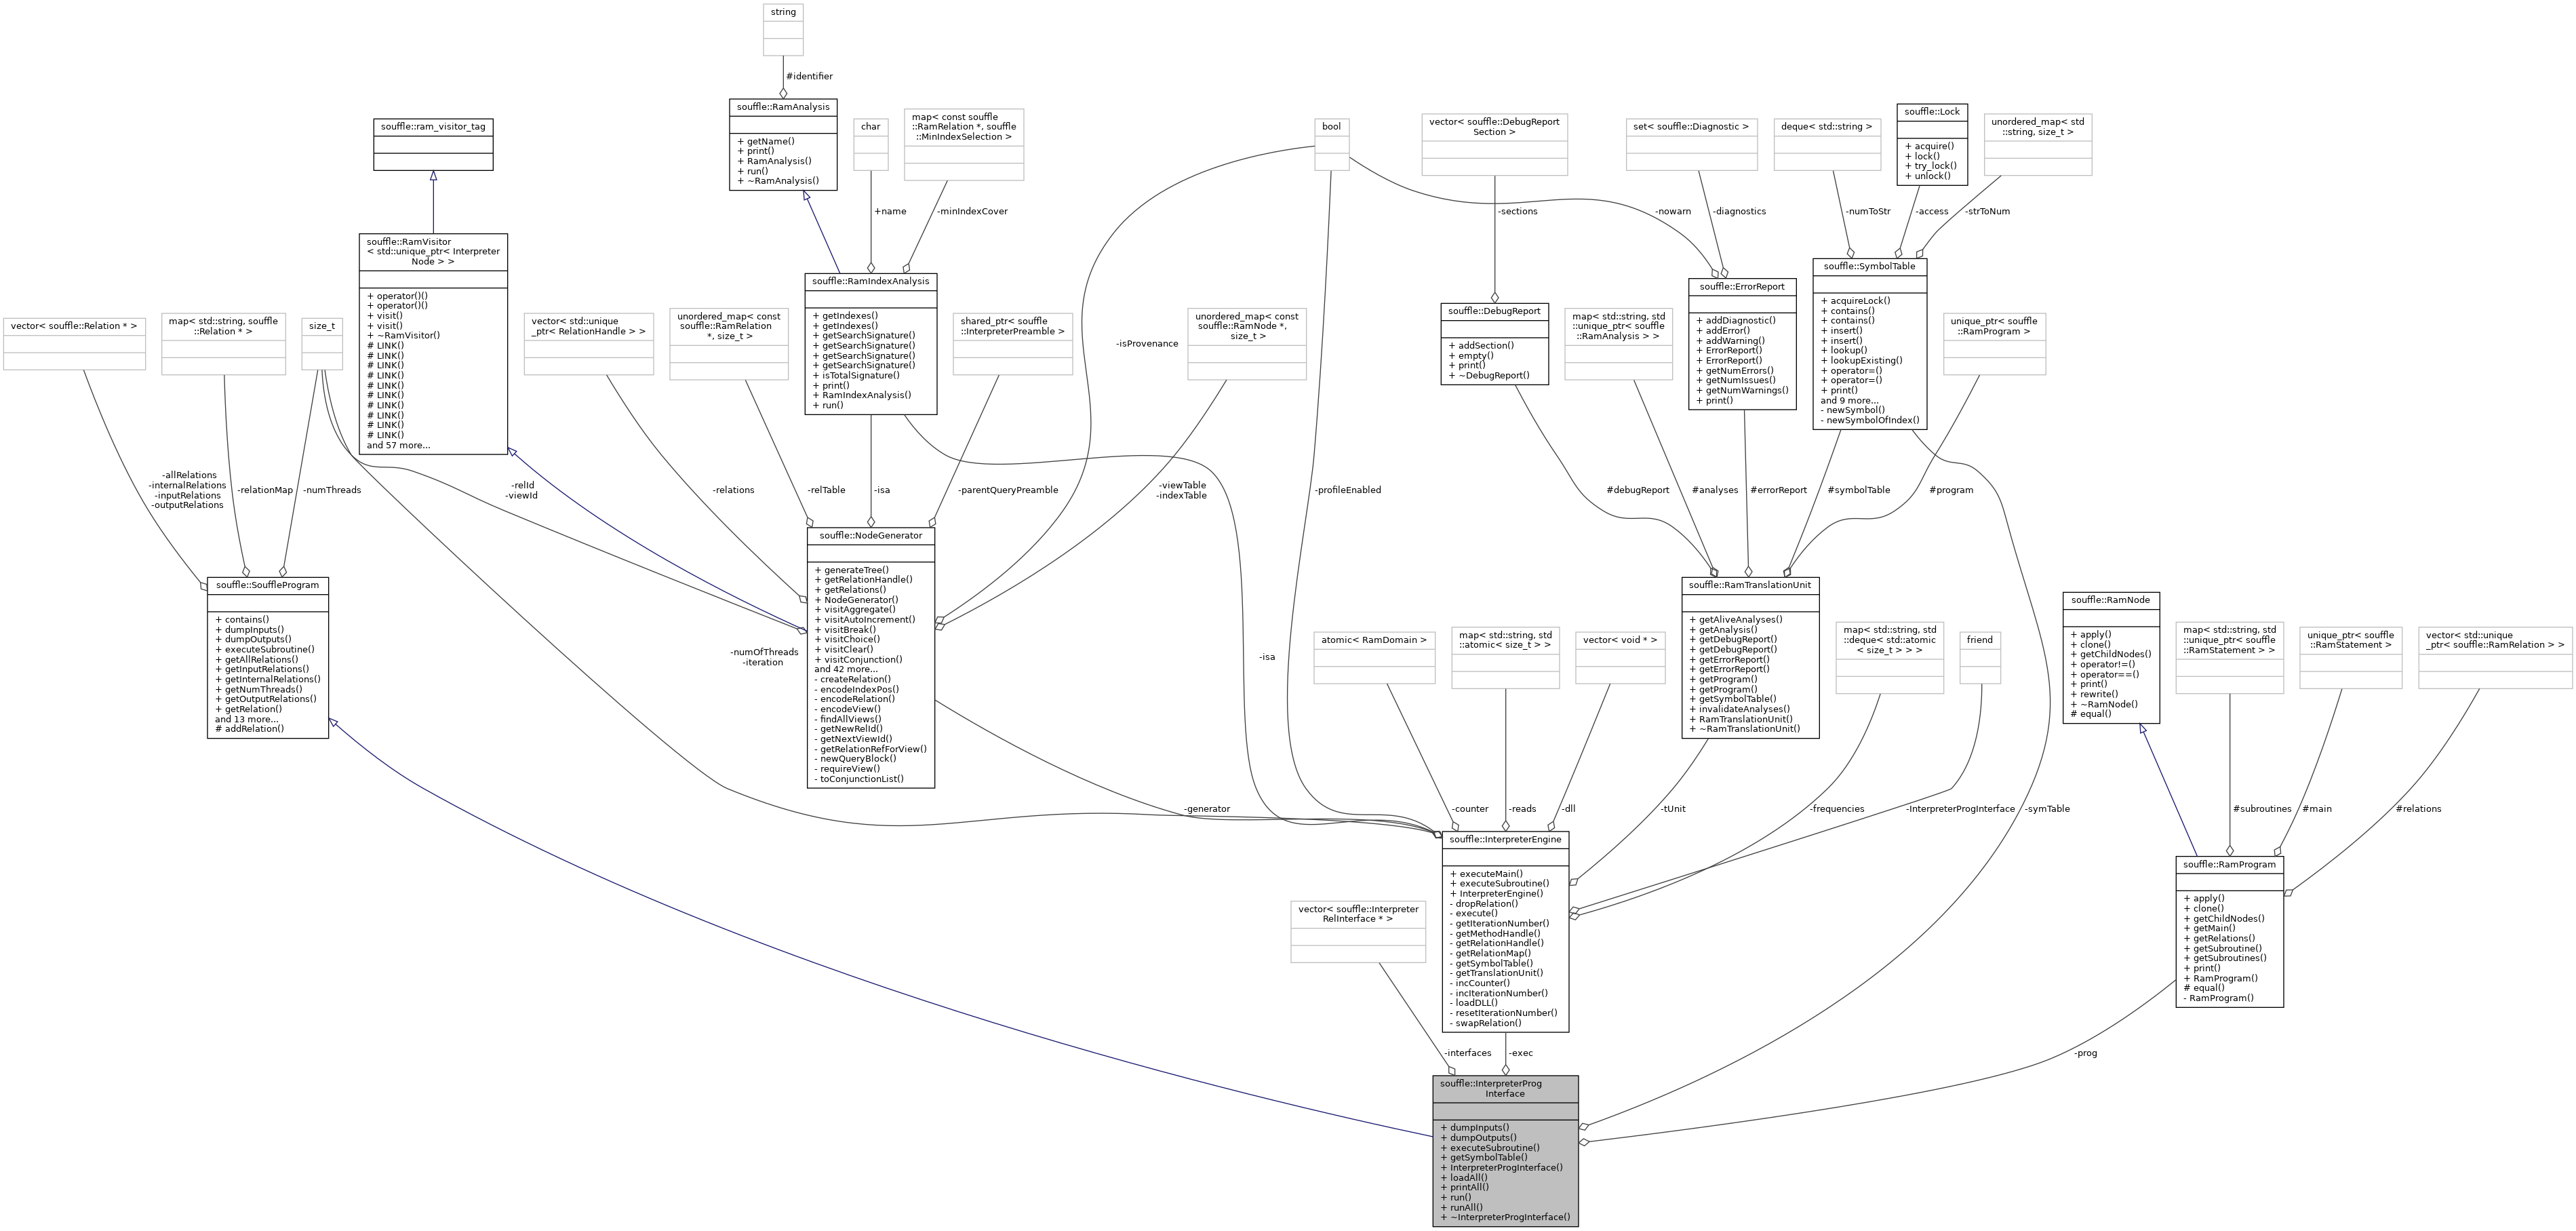 string
#identifier
souffle::RamAnalysis
+ getName()
+ print()
+ RamAnalysis()
+ run()
+ ~RamAnalysis()
souffle::ram_visitor_tag
char
map< const souffle
::RamRelation *, souffle
::MinIndexSelection >
bool
vector< souffle::DebugReport
Section >
set< souffle::Diagnostic >
deque< std::string >
souffle::Lock
+ acquire()
+ lock()
+ try_lock()
+ unlock()
unordered_map< std
::string, size_t >
+name
-minIndexCover
-sections
-nowarn
-diagnostics
-numToStr
-access
-strToNum
souffle::RamVisitor
< std::unique_ptr< Interpreter
Node > >
+ operator()()
+ operator()()
+ visit()
+ visit()
+ ~RamVisitor()
# LINK()
# LINK()
# LINK()
# LINK()
# LINK()
# LINK()
# LINK()
# LINK()
# LINK()
# LINK()
and 57 more...
souffle::RamIndexAnalysis
+ getIndexes()
+ getIndexes()
+ getSearchSignature()
+ getSearchSignature()
+ getSearchSignature()
+ getSearchSignature()
+ isTotalSignature()
+ print()
+ RamIndexAnalysis()
+ run()
souffle::SymbolTable
+ acquireLock()
+ contains()
+ contains()
+ insert()
+ insert()
+ lookup()
+ lookupExisting()
+ operator=()
+ operator=()
+ print()
and 9 more...
- newSymbol()
- newSymbolOfIndex()
souffle::ErrorReport
+ addDiagnostic()
+ addError()
+ addWarning()
+ ErrorReport()
+ ErrorReport()
+ getNumErrors()
+ getNumIssues()
+ getNumWarnings()
+ print()
souffle::DebugReport
+ addSection()
+ empty()
+ print()
+ ~DebugReport()
vector< souffle::Relation * >
map< std::string, souffle
::Relation * >
size_t
vector< std::unique
_ptr< RelationHandle > >
unordered_map< const
souffle::RamRelation
*, size_t >
shared_ptr< souffle
::InterpreterPreamble >
-isProvenance
unordered_map< const
souffle::RamNode *,
size_t >
map< std::string, std
::unique_ptr< souffle
::RamAnalysis > >
unique_ptr< souffle
::RamProgram >
-allRelations
-internalRelations
-inputRelations
-outputRelations
-relationMap
-numThreads
-relId
-viewId
-relations
-relTable
-isa
-parentQueryPreamble
-viewTable
-indexTable
-profileEnabled
#debugReport
#analyses
#errorReport
#symbolTable
#program
souffle::SouffleProgram
+ contains()
+ dumpInputs()
+ dumpOutputs()
+ executeSubroutine()
+ getAllRelations()
+ getInputRelations()
+ getInternalRelations()
+ getNumThreads()
+ getOutputRelations()
+ getRelation()
and 13 more...
# addRelation()
souffle::NodeGenerator
+ generateTree()
+ getRelationHandle()
+ getRelations()
+ NodeGenerator()
+ visitAggregate()
+ visitAutoIncrement()
+ visitBreak()
+ visitChoice()
+ visitClear()
+ visitConjunction()
and 42 more...
- createRelation()
- encodeIndexPos()
- encodeRelation()
- encodeView()
- findAllViews()
- getNewRelId()
- getNextViewId()
- getRelationRefForView()
- newQueryBlock()
- requireView()
- toConjunctionList()
souffle::RamTranslationUnit
+ getAliveAnalyses()
+ getAnalysis()
+ getDebugReport()
+ getDebugReport()
+ getErrorReport()
+ getErrorReport()
+ getProgram()
+ getProgram()
+ getSymbolTable()
+ invalidateAnalyses()
+ RamTranslationUnit()
+ ~RamTranslationUnit()
souffle::RamNode
+ apply()
+ clone()
+ getChildNodes()
+ operator!=()
+ operator==()
+ print()
+ rewrite()
+ ~RamNode()
# equal()
-numOfThreads
-iteration
-isa
atomic< RamDomain >
map< std::string, std
::atomic< size_t > >
vector< void * >
map< std::string, std
::deque< std::atomic
< size_t > > >
friend
map< std::string, std
::unique_ptr< souffle
::RamStatement > >
unique_ptr< souffle
::RamStatement >
vector< std::unique
_ptr< souffle::RamRelation > >
-generator
-counter
-reads
-dll
-tUnit
-frequencies
-InterpreterProgInterface
-symTable
#subroutines
#main
#relations
souffle::InterpreterEngine
+ executeMain()
+ executeSubroutine()
+ InterpreterEngine()
- dropRelation()
- execute()
- getIterationNumber()
- getMethodHandle()
- getRelationHandle()
- getRelationMap()
- getSymbolTable()
- getTranslationUnit()
- incCounter()
- incIterationNumber()
- loadDLL()
- resetIterationNumber()
- swapRelation()
souffle::RamProgram
+ apply()
+ clone()
+ getChildNodes()
+ getMain()
+ getRelations()
+ getSubroutine()
+ getSubroutines()
+ print()
+ RamProgram()
# equal()
- RamProgram()
vector< souffle::Interpreter
RelInterface * >
-interfaces
-exec
-prog
souffle::InterpreterProg
Interface
+ dumpInputs()
+ dumpOutputs()
+ executeSubroutine()
+ getSymbolTable()
+ InterpreterProgInterface()
+ loadAll()
+ printAll()
+ run()
+ runAll()
+ ~InterpreterProgInterface()